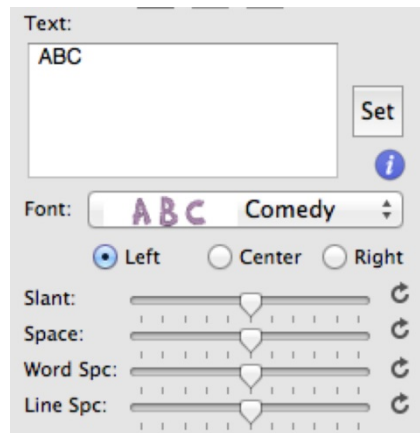 Text:
ABC
Set
i
Font: ABC Comedy
Left Center Right
Slant:
Space:
Word Spc:
Line Spc: